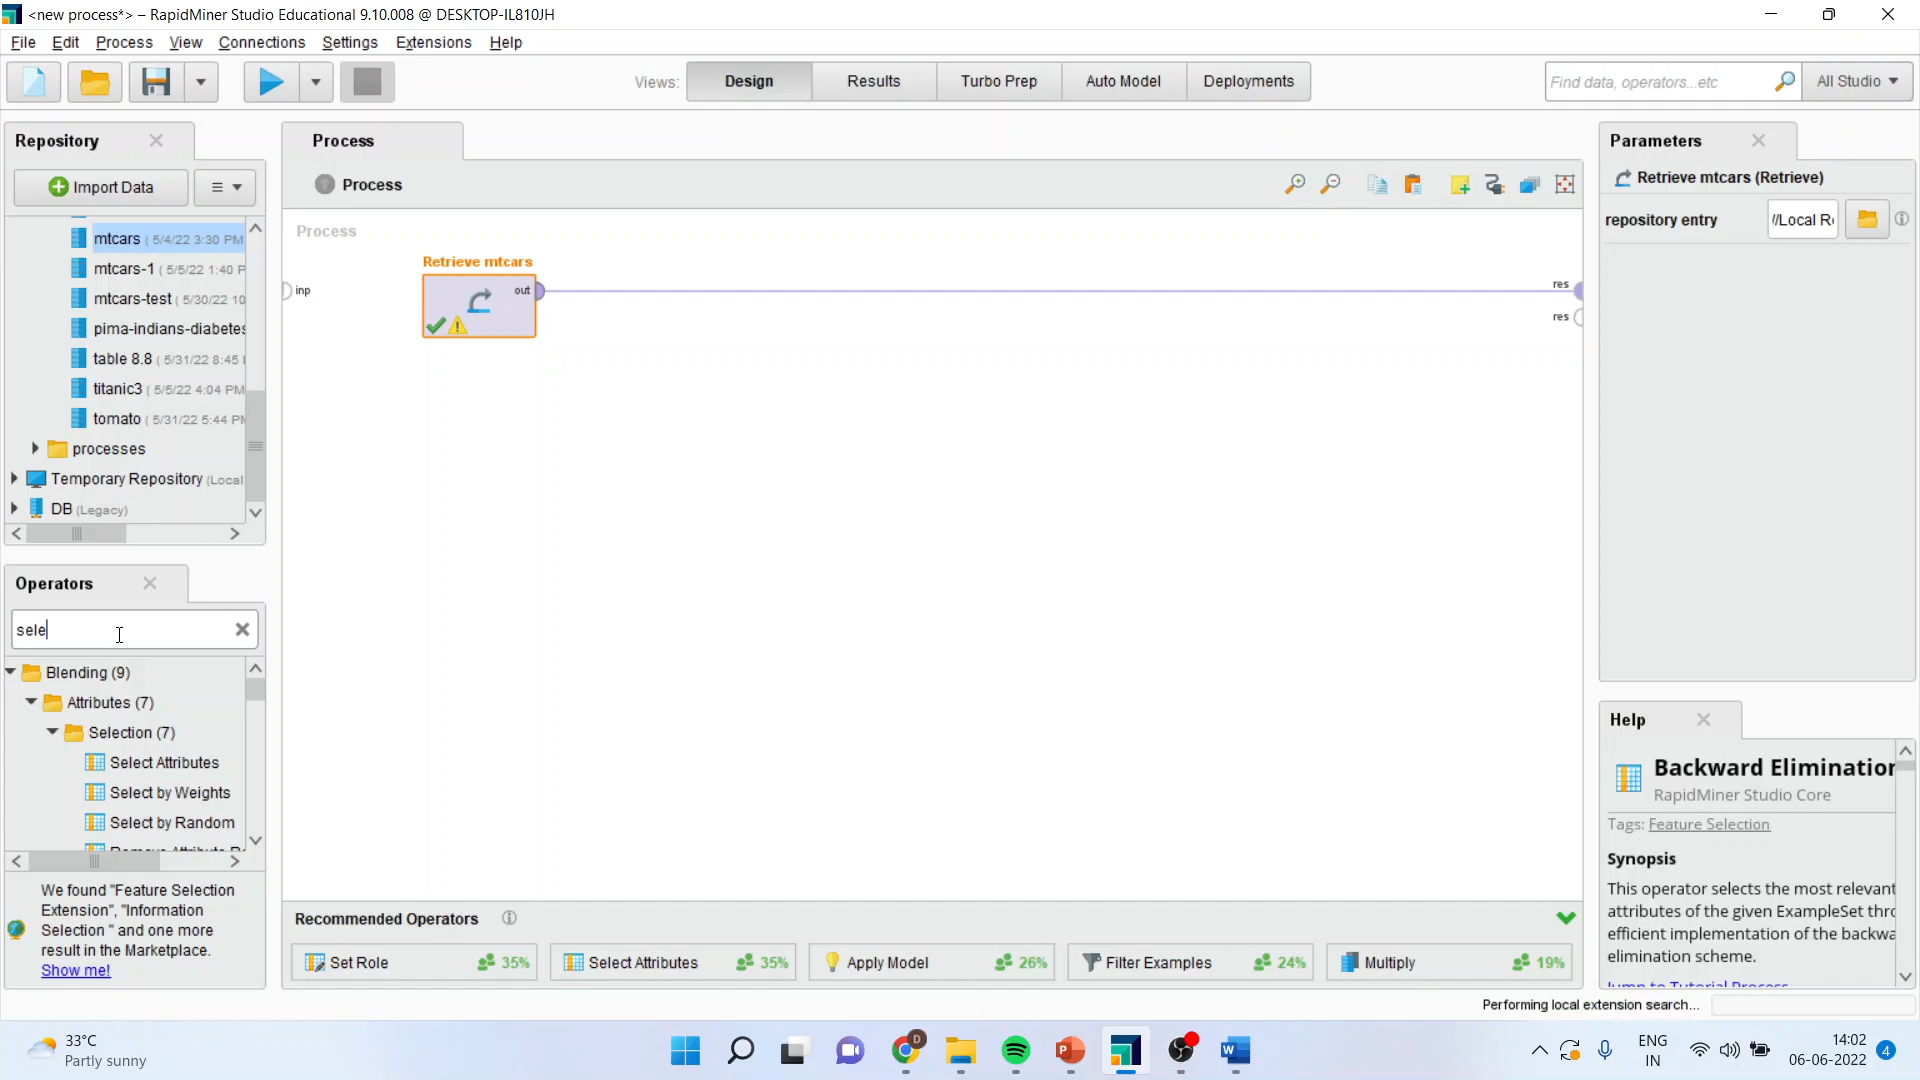 <new process*> – RapidMiner Studio Educational 9.10.008 @ DESKTOP-IL810JH
File Edit Process View Connections Settings Extensions Help
Views: Design Results Turbo Prep Auto Model Deployments
Find data, operators...etc All Studio
Repository
Import Data
mtcars ( 5/4/22 3:30 PM
mtcars-1 ( 5/5/22 1:40 P
mtcars-test ( 5/30/22 10
pima-indians-diabetes
table 8.8 ( 5/31/22 8:45
titanic3 ( 5/5/22 4:04 PM
tomato ( 5/31/22 5:44 PM
processes
Temporary Repository (Local
DB (Legacy)
Operators
sele
Blending (9)
Attributes (7)
Selection (7)
Select Attributes
Select by Weights
Select by Random
We found "Feature Selection
Extension", "Information
Selection " and one more
result in the Marketplace.
Show me!
Process
Process
Process
Retrieve mtcars
inp
out
res
res
Recommended Operators
Set Role 35%
Select Attributes 35%
Apply Model 26%
Filter Examples 24%
Multiply 19%
Parameters
Retrieve mtcars (Retrieve)
repository entry //Local R
Help
Backward Elimination
RapidMiner Studio Core
Tags: Feature Selection
Synopsis
This operator selects the most relevant
attributes of the given ExampleSet thro
efficient implementation of the backwa
elimination scheme.
Jump to Tutorial Process
Performing local extension search...
33°C
Partly sunny
D
ENG
IN
14:02
06-06-2022
4